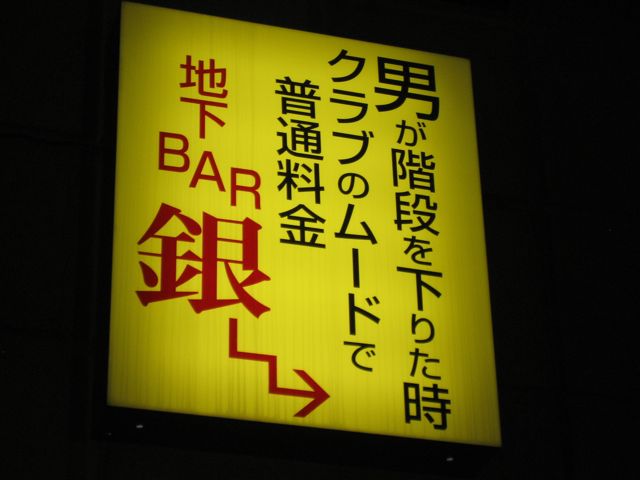 男が階段を下りた時
クラブのムードで
普通料金
地下
BAR
銀